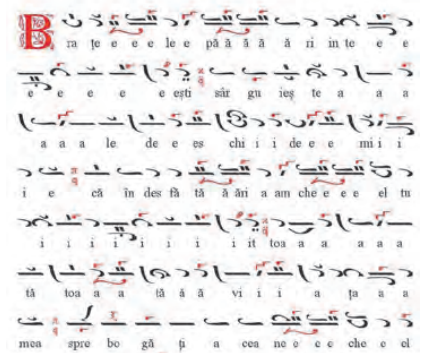 B ra țe e e e le e pă ă ă ă ă ri in te e e
e e e e e e ești sâr gu ieș te a a a
a a a le de e es chi i i de e e mi i i
i e că în des fă tă ă ări a am che e e e el tu
i i i i i i i i i it toa a a a a a
tă toa a a tă ă ă vi i i a ța a a
mea spre bo gă ți a cea ne e e e che e el